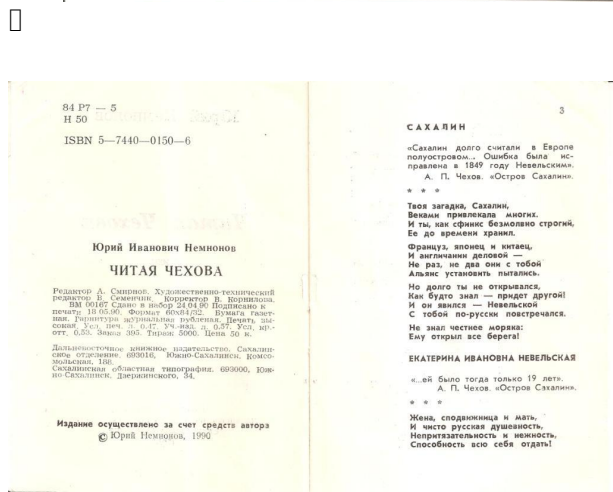 84 Р7 — 5
Н 50
ISBN 5—7440—0150—6
Юрий Иванович Немнонов
ЧИТАЯ ЧЕХОВА
Редактор А. Смирнов. Художественно-технический
редактор В. Семенчик. Корректор В. Корнилова.
ВМ 00167 Сдано в набор 24.04.90 Подписано к
печати 18.05.90. Формат 60х84/32. Бумага газет-
ная. Гарнитура журнальная рубленая. Печать вы-
сокая. Усл. печ. л. 0,47. Уч.-изд. л. 0,57. Усл. кр.-
отт. 0,53. Заказ 395. Тираж 5000. Цена 50 к.
Дальневосточное книжное издательство. Сахалин-
ское отделение. 693016, Южно-Сахалинск, Комсо-
мольская, 188.
Сахалинская областная типография. 693000, Юж-
но-Сахалинск, Дзержинского, 34.
Издание осуществлено за счет средств автора
© Юрий Немнонов, 1990
3
САХАЛИН
«Сахалин долго считали в Европе
полуостровом... Ошибка была ис-
правлена в 1849 году Невельским».
А. П. Чехов. «Остров Сахалин».
* * *
Твоя загадка, Сахалин,
Веками привлекала многих.
И ты, как сфинкс безмолвно строгий,
Ее до времени хранил.
Француз, японец и китаец,
И англичанин деловой —
Не раз, не два они с тобой
Альянс установить пытались.
Но долго ты не открывался,
Как будто знал — придет другой!
И он явился — Невельской
С тобой по-русски повстречался.
Не знал честнее моряка:
Ему открыл все берега!
ЕКАТЕРИНА ИВАНОВНА НЕВЕЛЬСКАЯ
«...ей было тогда только 19 лет».
А. П. Чехов. «Остров Сахалин».
* * *
Жена, сподвижница и мать,
И чисто русская душевность,
Непритязательность и нежность,
Способность всю себя отдать!